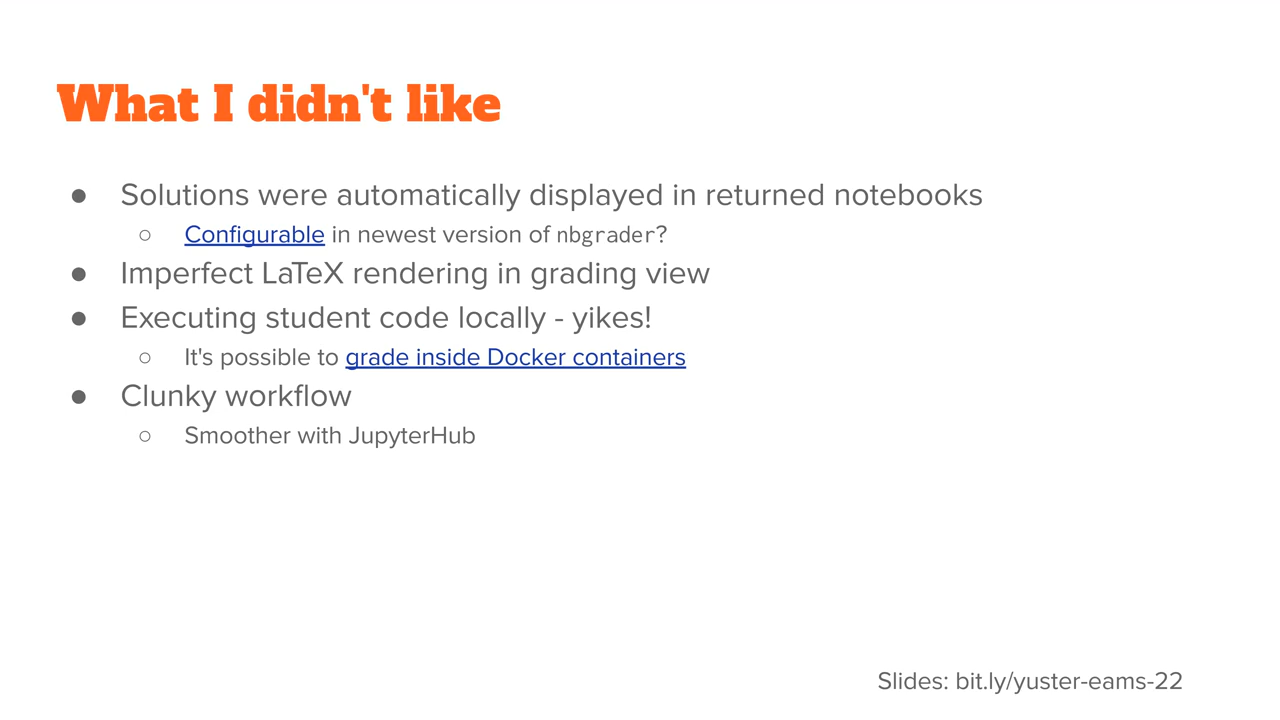 What I didn't like
● Solutions were automatically displayed in returned notebooks
○ Configurable in newest version of nbgrader?
● Imperfect LaTeX rendering in grading view
● Executing student code locally - yikes!
○ It's possible to grade inside Docker containers
● Clunky workflow
○ Smoother with JupyterHub
Slides: bit.ly/yuster-eams-22